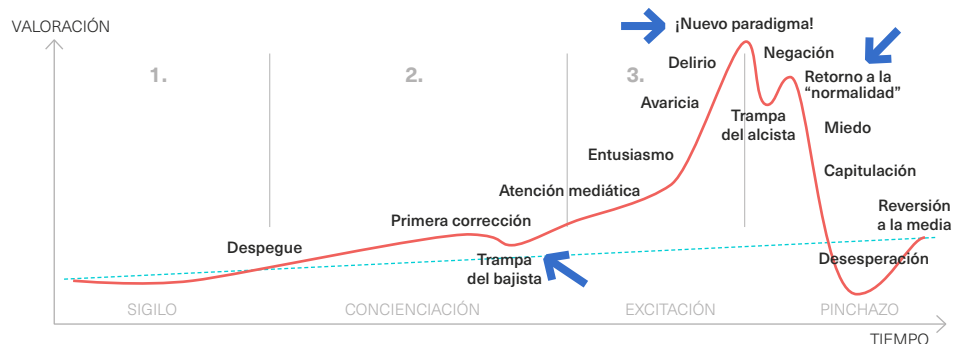 VALORACIÓN
¡Nuevo paradigma!
1.
2.
3.
Delirio
Negación
Retorno a la
“normalidad”
Avaricia
Trampa
del alcista
Miedo
Entusiasmo
Capitulación
Atención mediática
Primera corrección
Reversión
a la media
Despegue
Trampa
del bajista
Desesperación
SIGILO
CONCIENCIACIÓN
EXCITACIÓN
PINCHAZO
TIEMPO